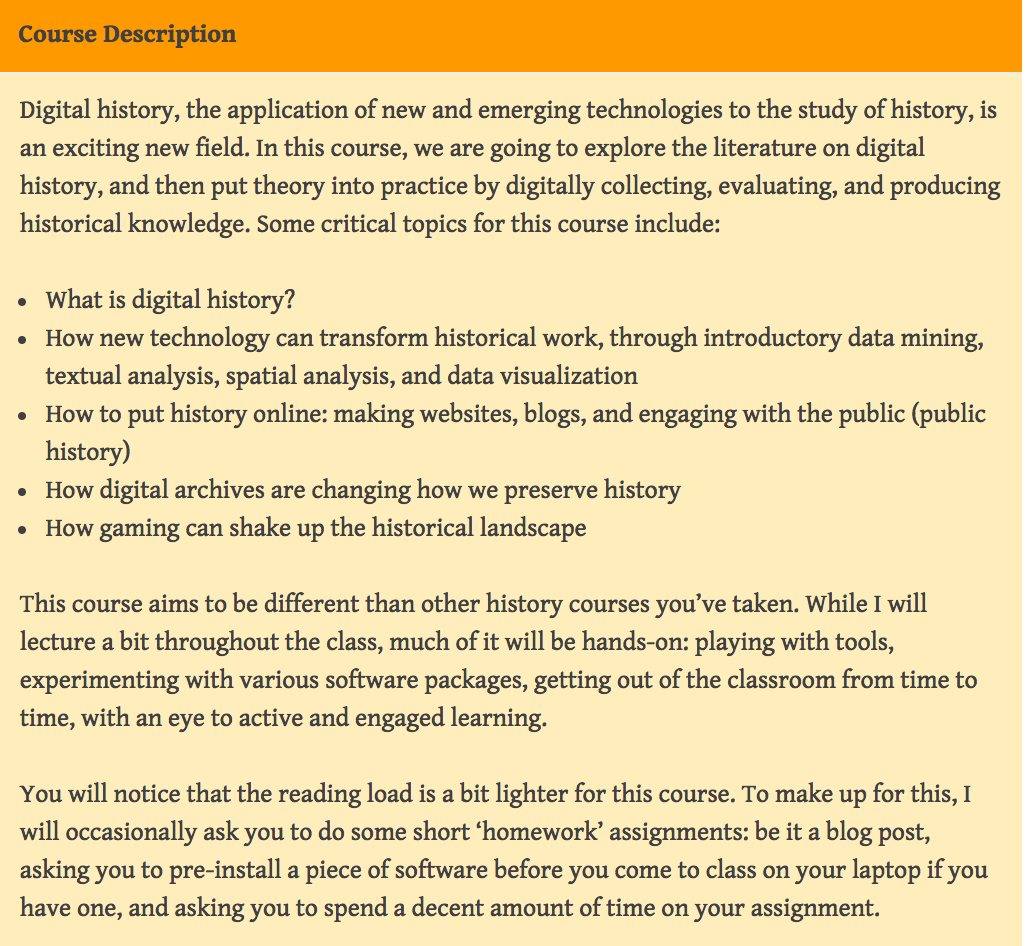 Course Description
Digital history, the application of new and emerging technologies to the study of history, is
an exciting new field. In this course, we are going to explore the literature on digital
history, and then put theory into practice by digitally collecting, evaluating, and producing
historical knowledge. Some critical topics for this course include:
• What is digital history?
• How new technology can transform historical work, through introductory data mining,
textual analysis, spatial analysis, and data visualization
• How to put history online: making websites, blogs, and engaging with the public (public
history)
• How digital archives are changing how we preserve history
• How gaming can shake up the historical landscape
This course aims to be different than other history courses you’ve taken. While I will
lecture a bit throughout the class, much of it will be hands-on: playing with tools,
experimenting with various software packages, getting out of the classroom from time to
time, with an eye to active and engaged learning.
You will notice that the reading load is a bit lighter for this course. To make up for this, I
will occasionally ask you to do some short ‘homework’ assignments: be it a blog post,
asking you to pre-install a piece of software before you come to class on your laptop if you
have one, and asking you to spend a decent amount of time on your assignment.